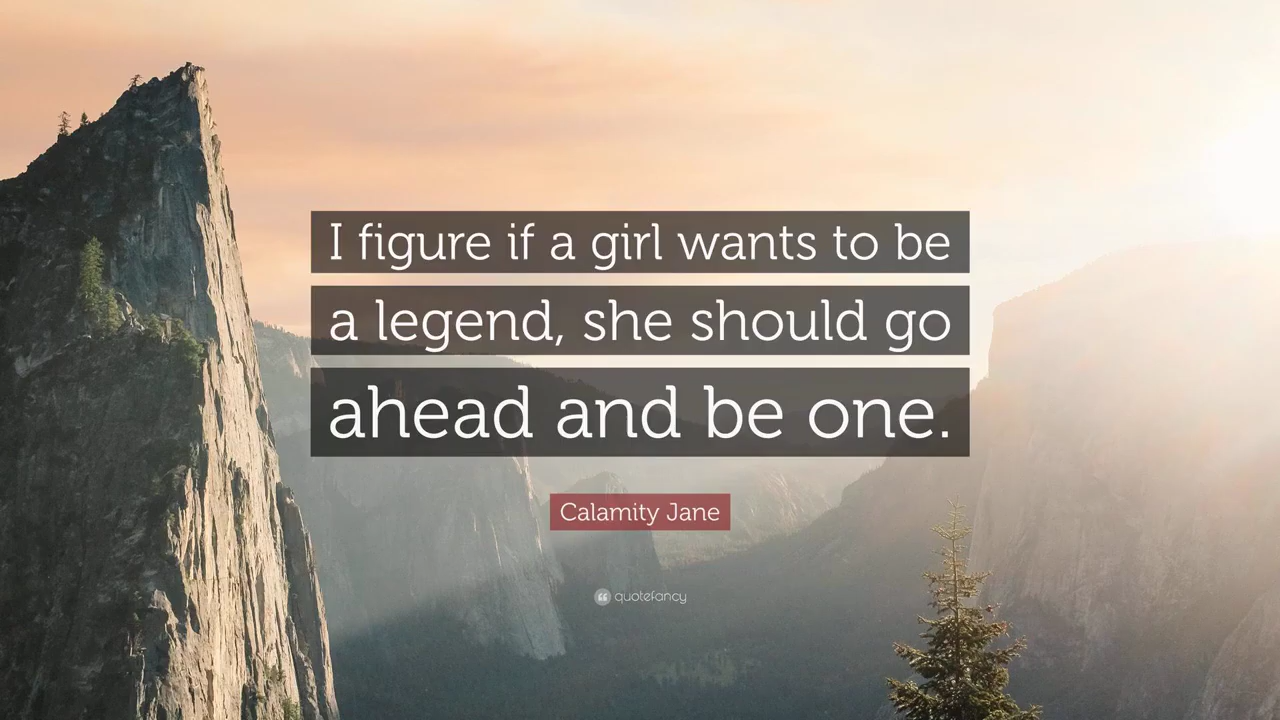 I figure if a girl wants to be
a legend, she should go
ahead and be one.
Calamity Jane
quotefancy